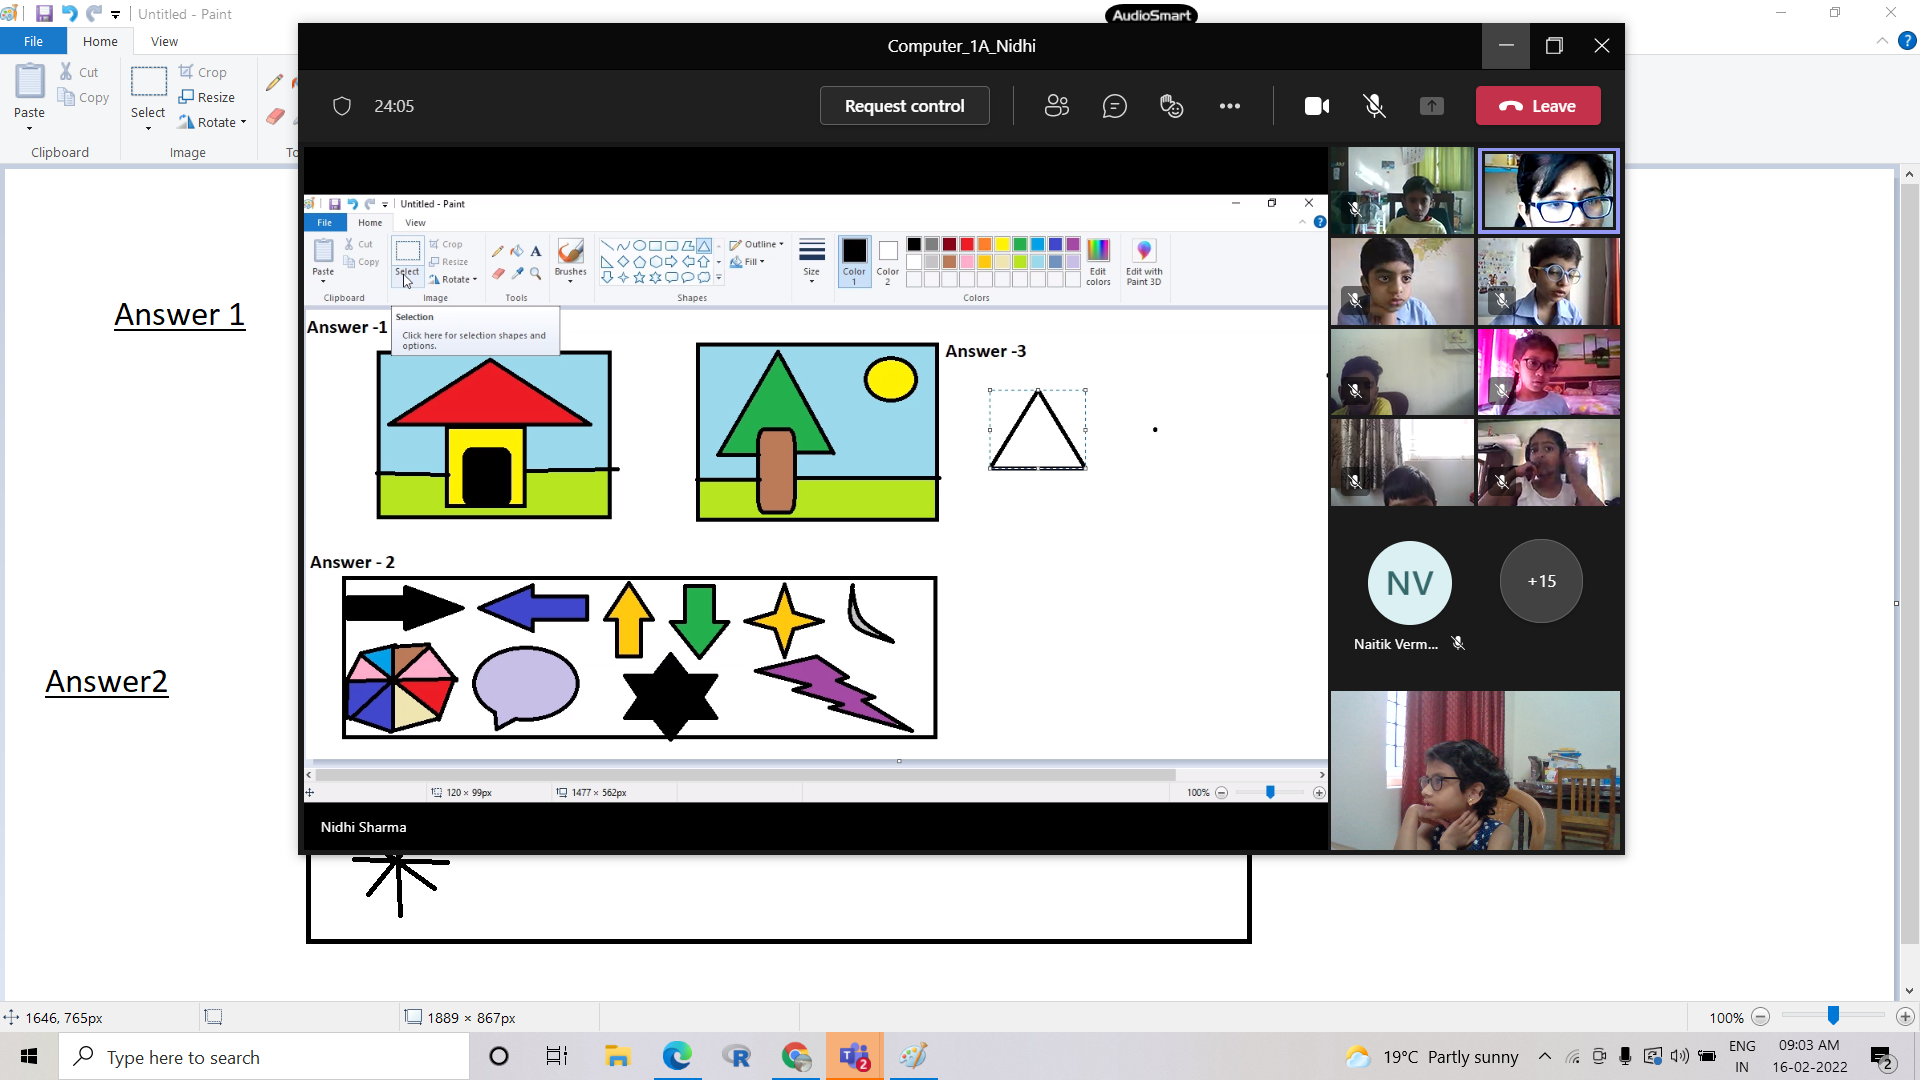 Untitled - Paint
AudioSmart
File
Home
View
Paste
Cut
Copy
Clipboard
Select
Crop
Resize
Rotate
Image
To
Computer_1A_Nidhi
24:05
Request control
Leave
Untitled - Paint
File
Home
View
Paste
Cut
Copy
Clipboard
Select
Crop
Resize
Rotate
Image
A
Tools
Brushes
Outline
Fill
Shapes
Size
Color
1
Color
2
Edit
colors
Colors
Edit with
Paint 3D
Selection
Click here for selection shapes and
options.
Answer -1
Answer -3
Answer - 2
120 × 99px
1477 × 562px
100%
Nidhi Sharma
NV
+15
Naitik Verm...
Answer 1
Answer2
1646, 765px
1889 × 867px
100%
Type here to search
R
2
19°C Partly sunny
ENG
IN
09:03 AM
16-02-2022
2